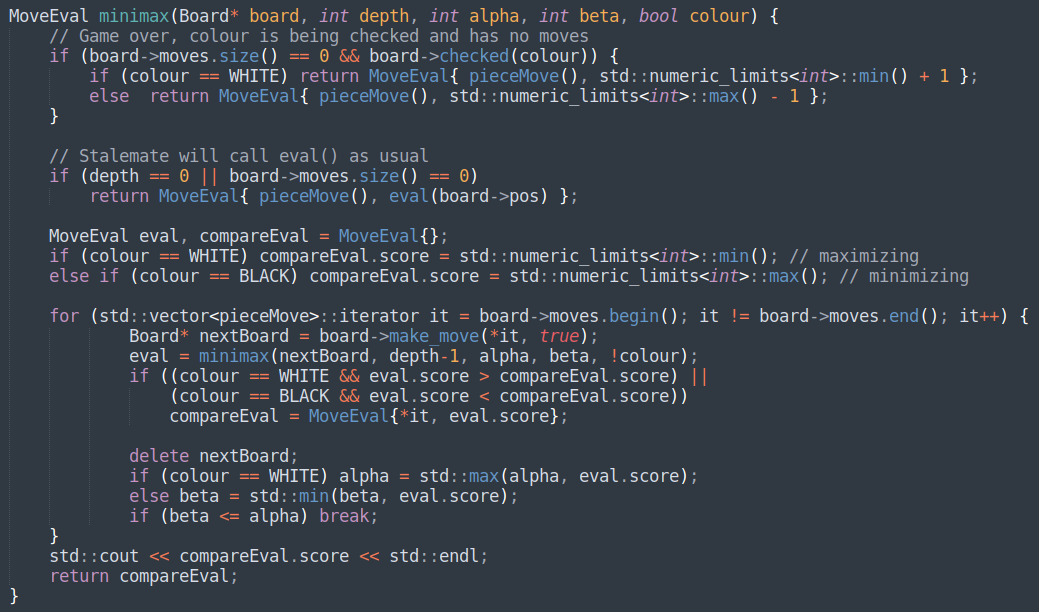 MoveEval minimax(Board* board, int depth, int alpha, int beta, bool colour) {
    // Game over, colour is being checked and has no moves
    if (board->moves.size() == 0 && board->checked(colour)) {
        if (colour == WHITE) return MoveEval{ pieceMove(), std::numeric_limits<int>::min() + 1 };
        else  return MoveEval{ pieceMove(), std::numeric_limits<int>::max() - 1 };
    }

    // Stalemate will call eval() as usual
    if (depth == 0 || board->moves.size() == 0)
        return MoveEval{ pieceMove(), eval(board->pos) };

    MoveEval eval, compareEval = MoveEval{};
    if (colour == WHITE) compareEval.score = std::numeric_limits<int>::min(); // maximizing
    else if (colour == BLACK) compareEval.score = std::numeric_limits<int>::max(); // minimizing

    for (std::vector<pieceMove>::iterator it = board->moves.begin(); it != board->moves.end(); it++) {
            Board* nextBoard = board->make_move(*it, true);
            eval = minimax(nextBoard, depth-1, alpha, beta, !colour);
            if ((colour == WHITE && eval.score > compareEval.score) ||
                (colour == BLACK && eval.score < compareEval.score))
                compareEval = MoveEval{*it, eval.score};

            delete nextBoard;
            if (colour == WHITE) alpha = std::max(alpha, eval.score);
            else beta = std::min(beta, eval.score);
            if (beta <= alpha) break;
    }
    std::cout << compareEval.score << std::endl;
    return compareEval;
}